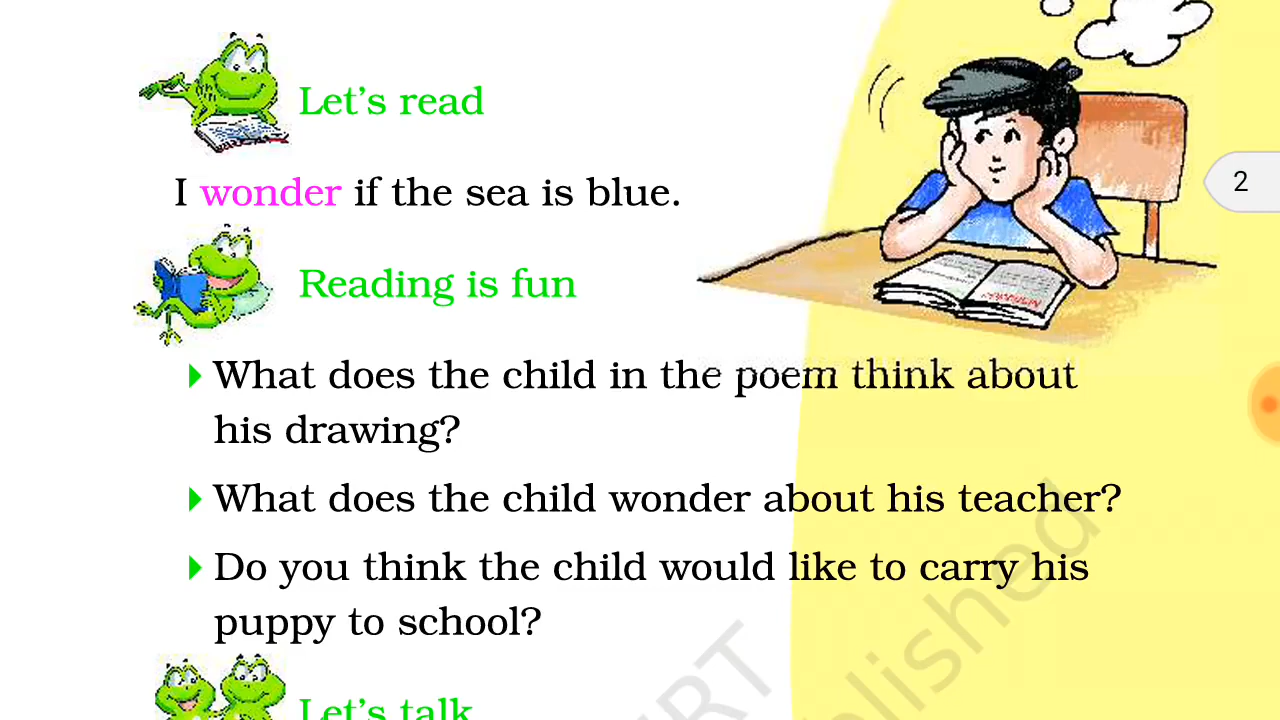 Let's read
I wonder if the sea is blue.
2
Reading is fun
What does the child in the poem think about
his drawing?
What does the child wonder about his teacher?
Do you think the child would like to carry his
puppy to school?
Let's talk